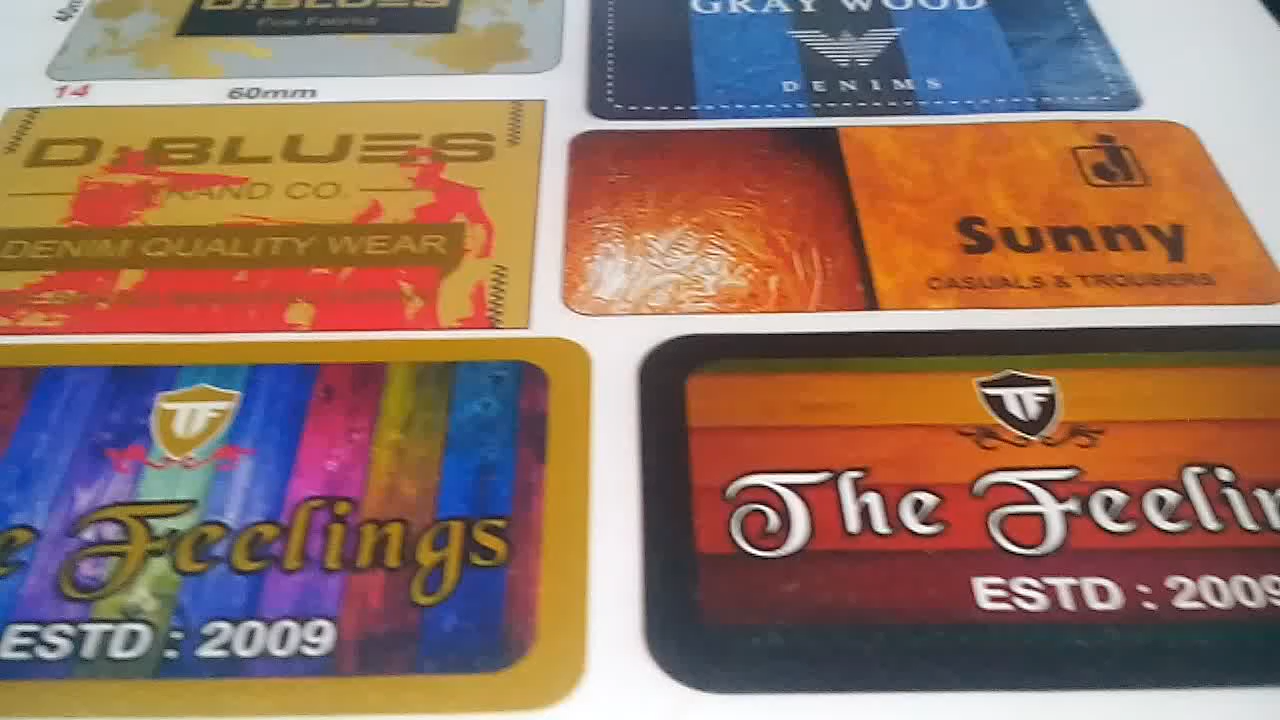 D:BLUES
Fine Fabrics
GRAY WOOD
DENIMS
14
60mm
D:BLUES
BRAND CO.
DENIM QUALITY WEAR
J
Sunny
CASUALS & TROUSERS
TF
e Feelings
ESTD : 2009
TF
The Feelin
ESTD : 2009